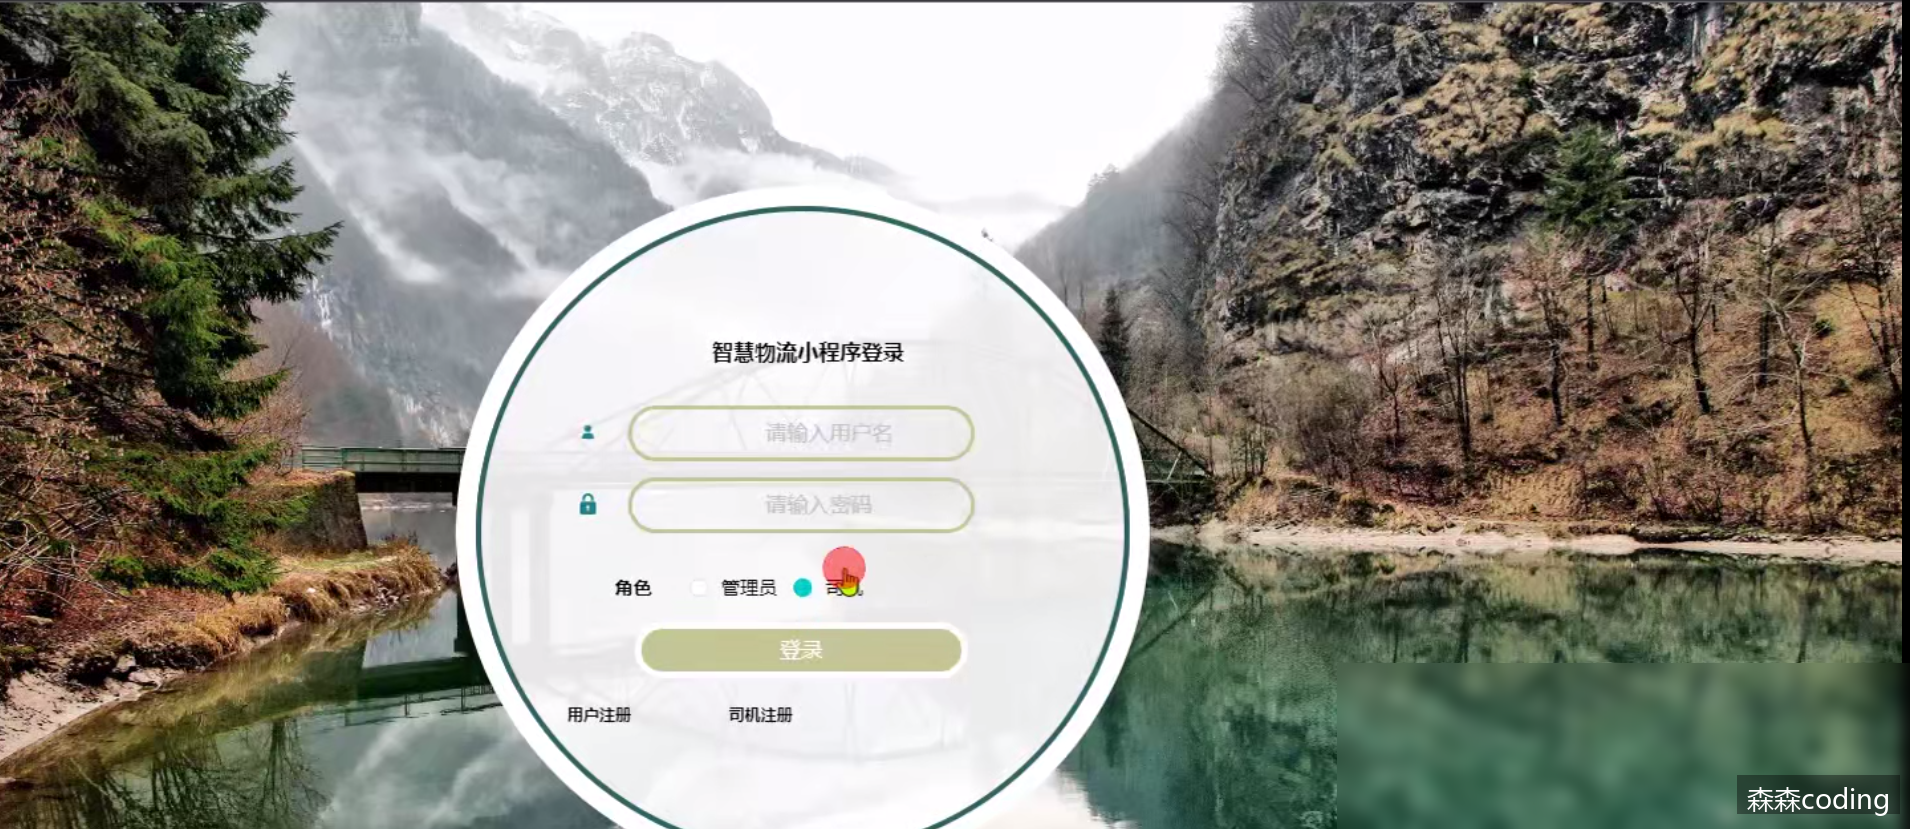 智慧物流小程序登录
请输入用户名
请输入密码
角色 管理员 司机
登录
用户注册 司机注册
森森coding